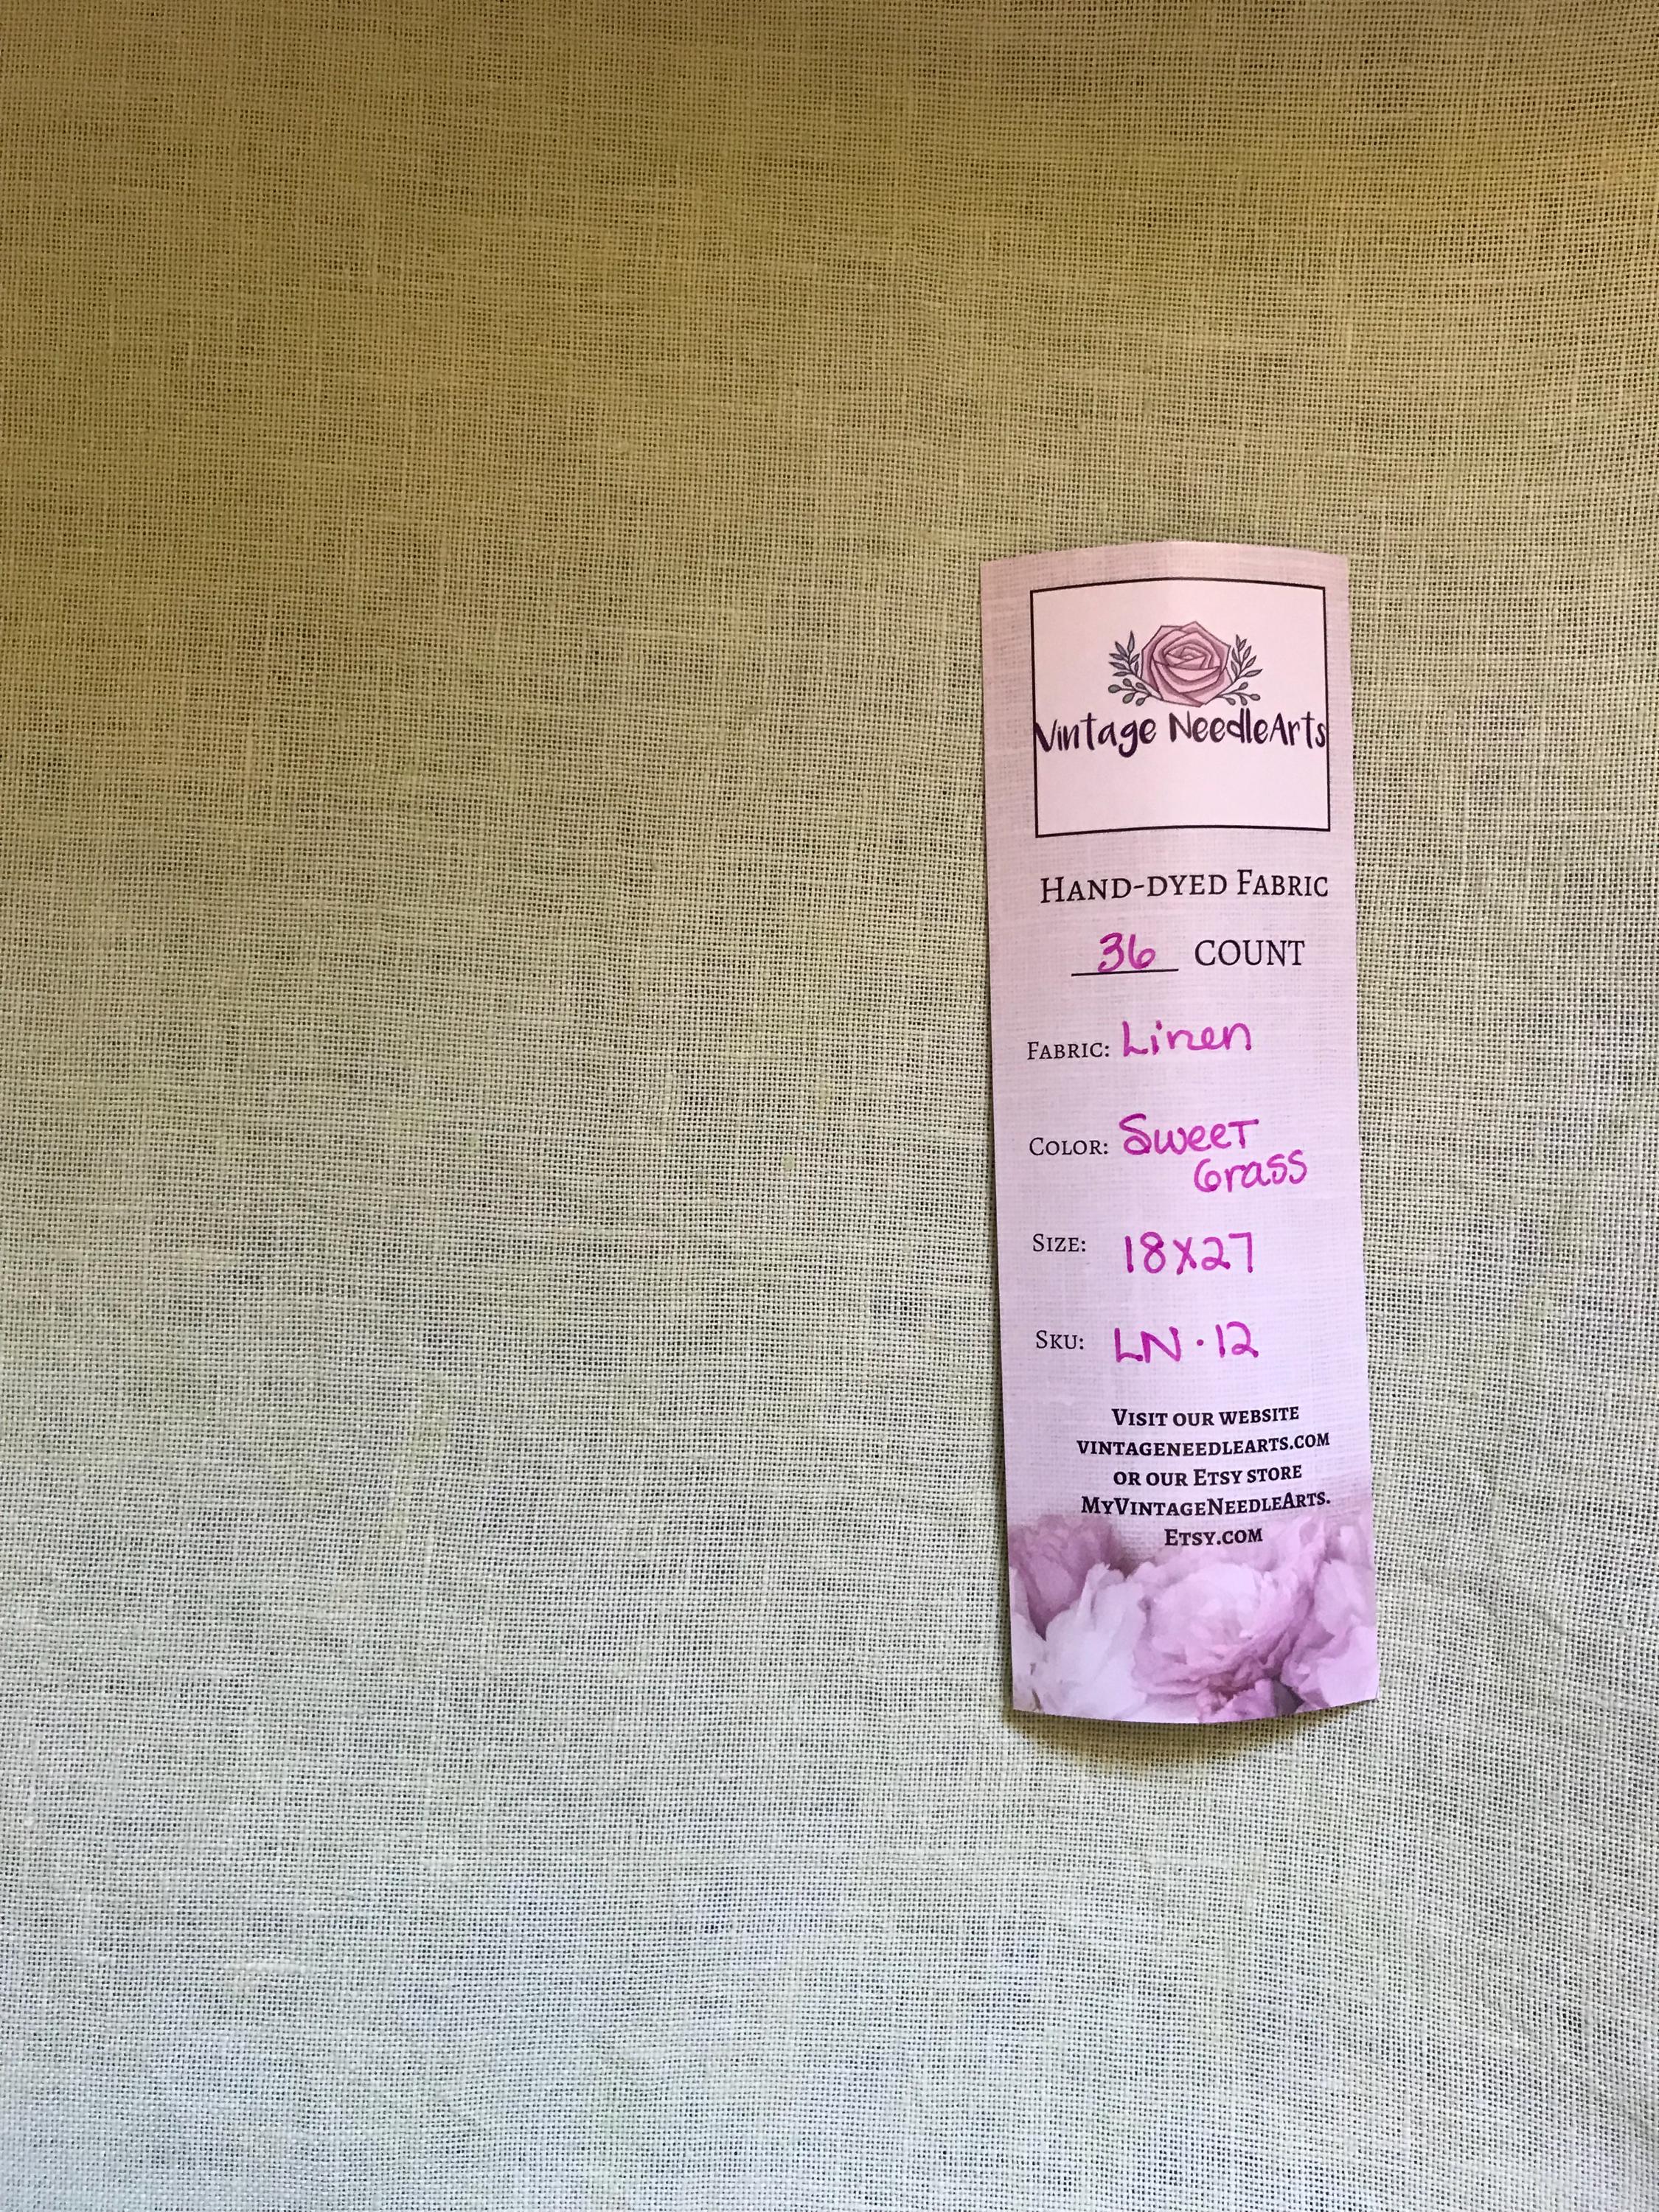 Vintage NeedleArts
Hand-dyed Fabric
36 COUNT
Fabric: Linen
Color: Sweet
Grass
Size: 18x27
Sku: LN·12
Visit our website
vintageneedlearts.com
or our Etsy store
MyVintageNeedleArts.
Etsy.com